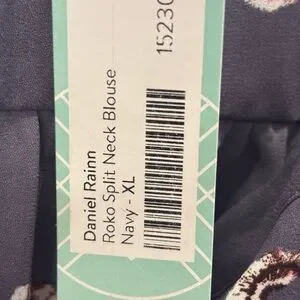 Daniel Rainn
Roko Split Neck Blouse
Navy - XL
15230